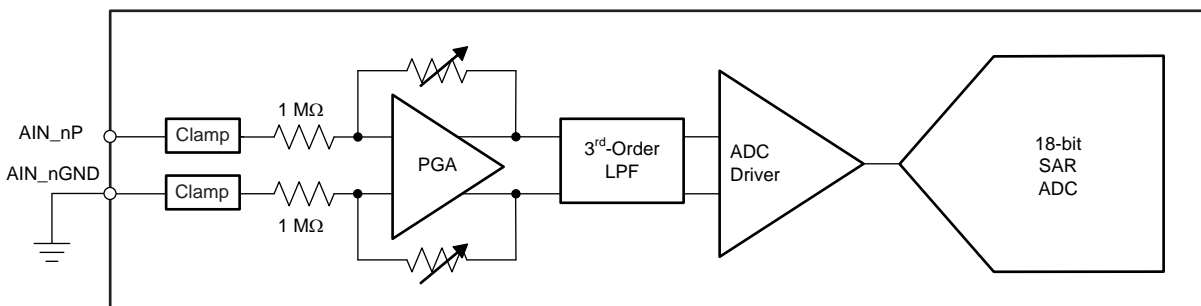 1 MΩ
AIN_nP
Clamp
AIN_nGND
Clamp
1 MΩ
PGA
3rd-Order
LPF
ADC
Driver
18-bit
SAR
ADC